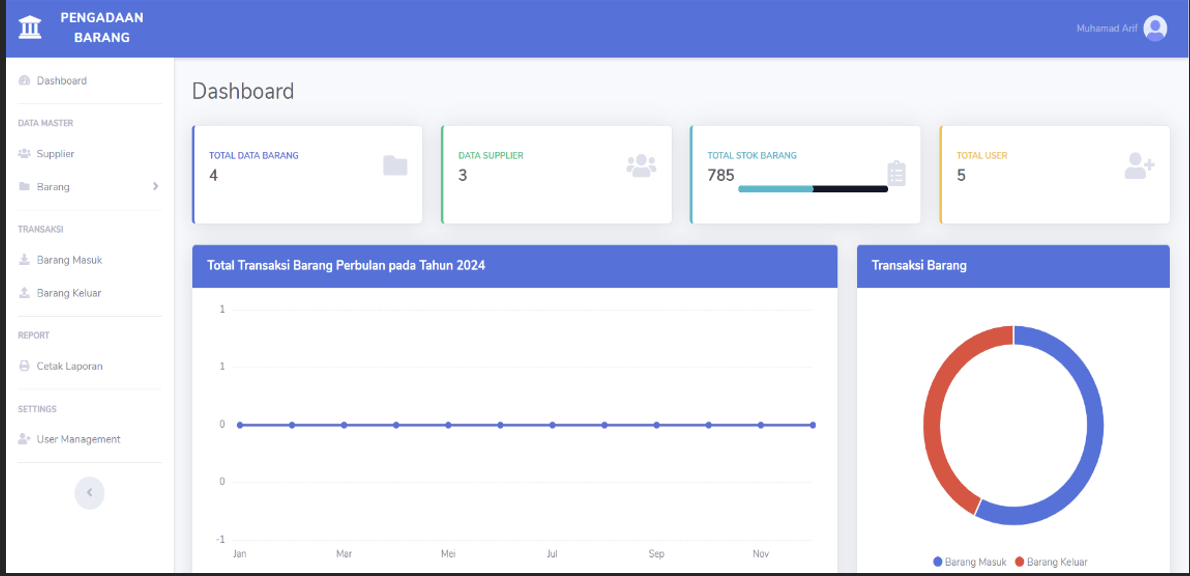 PENGADAAN
BARANG
Muhamad Arif
Dashboard
DATA MASTER
Supplier
Barang
TRANSAKSI
Barang Masuk
Barang Keluar
REPORT
Cetak Laporan
SETTINGS
User Management
Dashboard
TOTAL DATA BARANG
4
DATA SUPPLIER
3
TOTAL STOK BARANG
785
TOTAL USER
5
Total Transaksi Barang Perbulan pada Tahun 2024
1
1
0
0
-1
Jan Mar Mei Jul Sep Nov
Transaksi Barang
Barang Masuk Barang Keluar